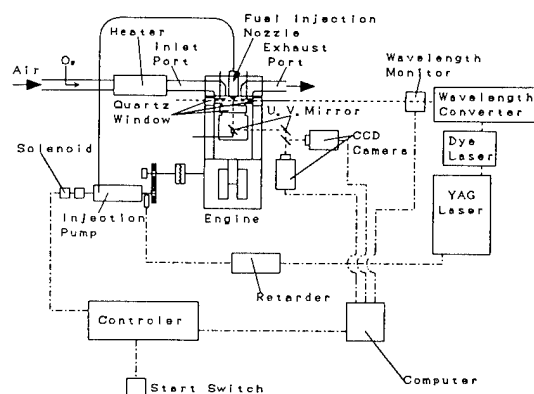 Fuel Injection
Nozzle
Heater
Exhaust
Port
Inlet
Port
Air
Wavelength
Monitor
Quartz
Window
U. V. Mirror
Wavelength
Converter
CCD
Camera
Dye
Laser
Solenoid
YAG
Laser
Injection
Pump
Engine
Retarder
Controler
Computer
Start Switch